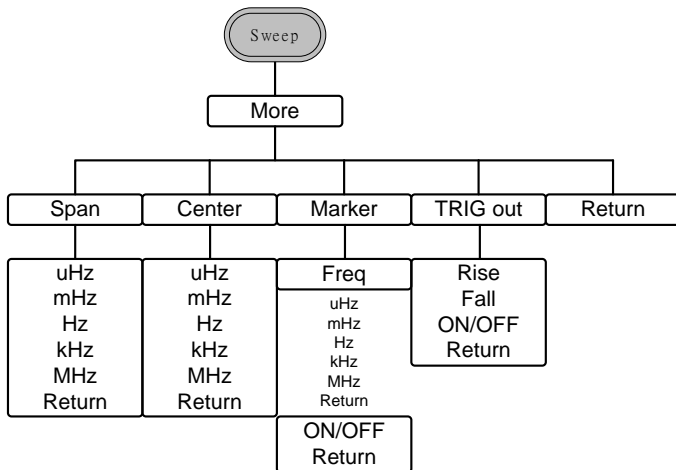 Sweep
More
Span
Center
Marker
TRIG out
Return
uHz
mHz
Hz
kHz
MHz
Return
uHz
mHz
Hz
kHz
MHz
Return
Freq
uHz
mHz
Hz
kHz
MHz
Return
ON/OFF
Return
Rise
Fall
ON/OFF
Return